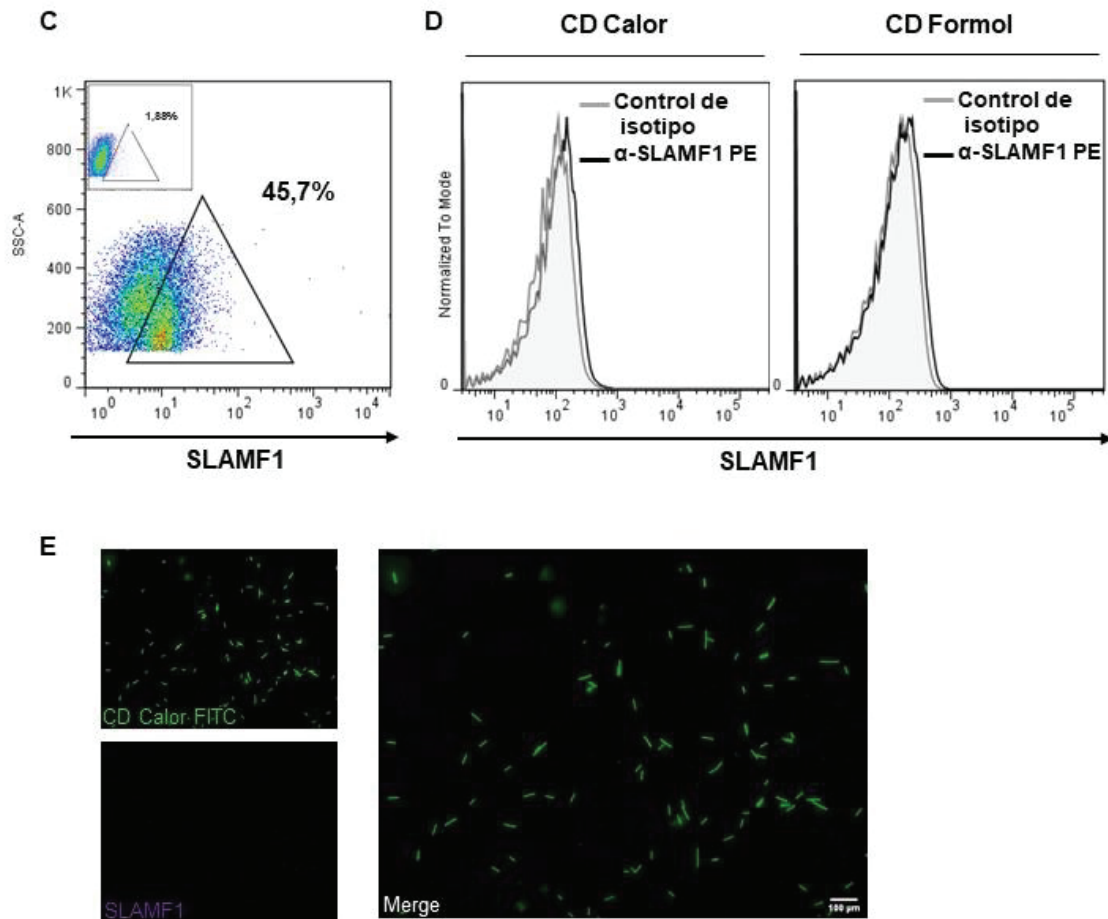 C
1K
800
600
400
200
0
SSC-A
1,88%
45,7%
10^0
10^1
10^2
10^3
10^4
SLAMF1
D
CD Calor
CD Formol
Normalized To Mode
0
Control de
isotipo
α-SLAMF1 PE
10^1
10^2
10^3
10^4
10^5
0
Control de
isotipo
α-SLAMF1 PE
10^1
10^2
10^3
10^4
10^5
SLAMF1
E
CD Calor FITC
SLAMF1
Merge
100 µm